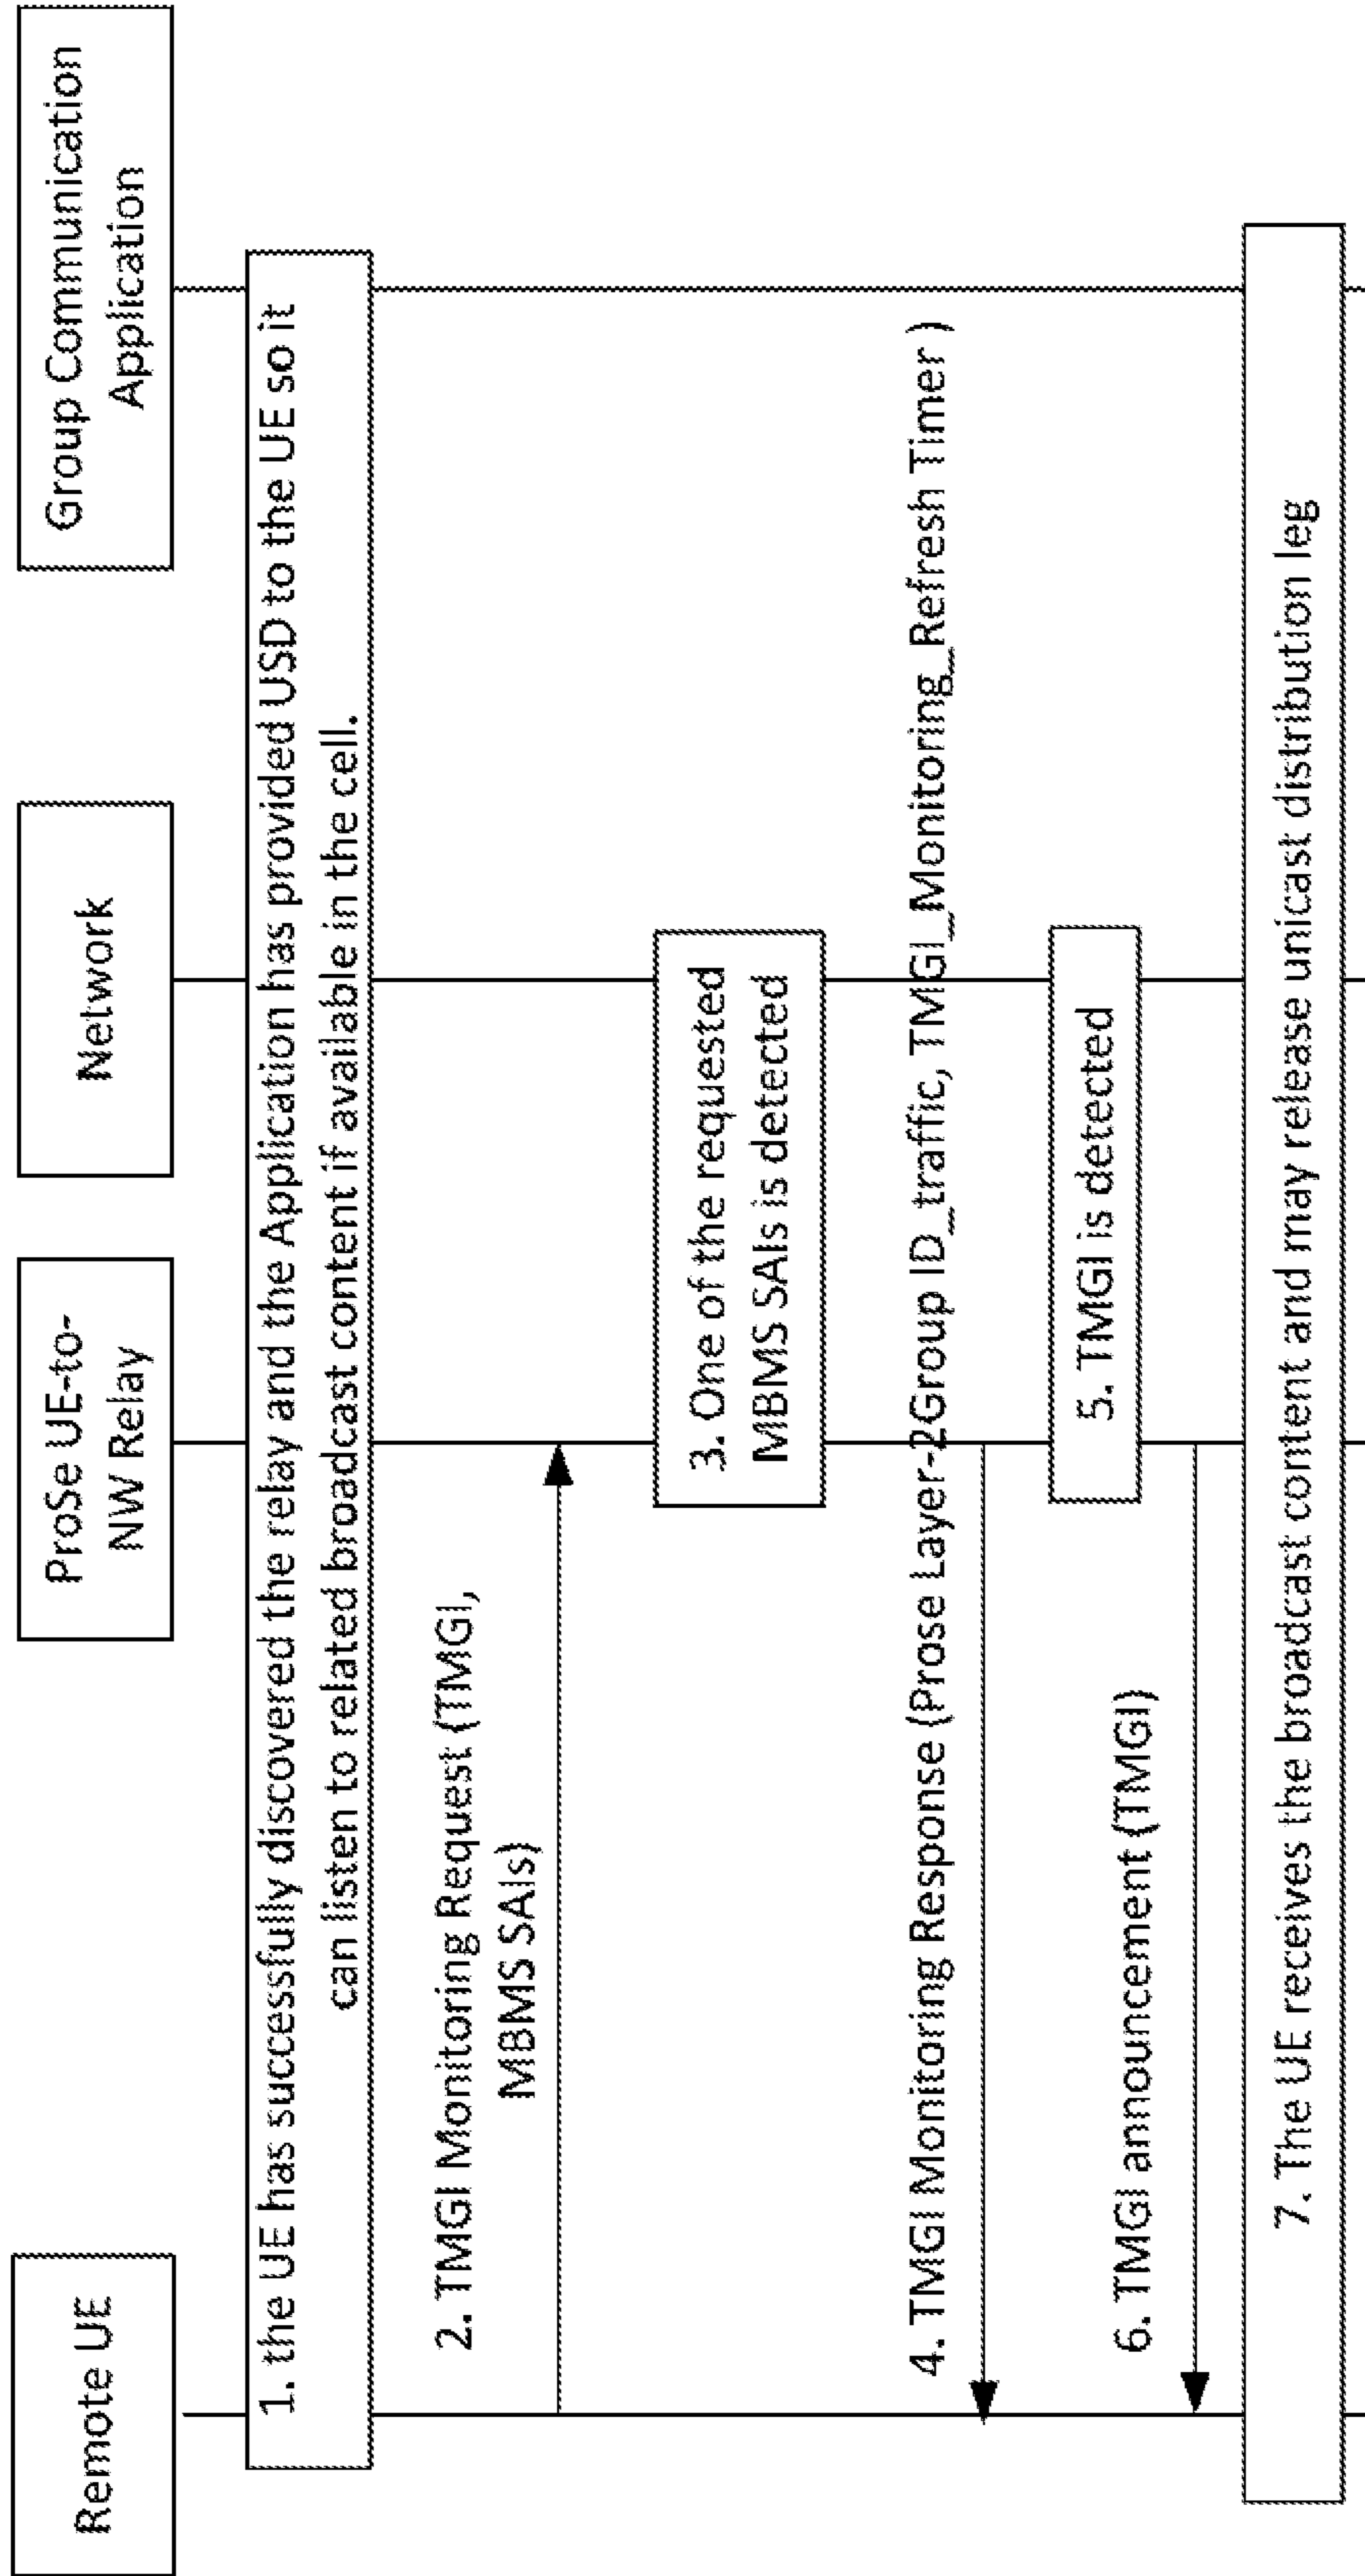 Remote UE
ProSe UE-to-
NW Relay
Network
Group Communication
Application
1. the UE has successfully discovered the relay and the Application has provided USD to the UE so it
can listen to related broadcast content if available in the cell.
2. TMGI Monitoring Request (TMGI,
MBMS SAIs)
3. One of the requested
MBMS SAIs is detected
4. TMGI Monitoring Response (Prose Layer-2Group ID_traffic, TMGI_Monitoring_Refresh Timer )
5. TMGI is detected
6. TMGI announcement (TMGI)
7. The UE receives the broadcast content and may release unicast distribution leg